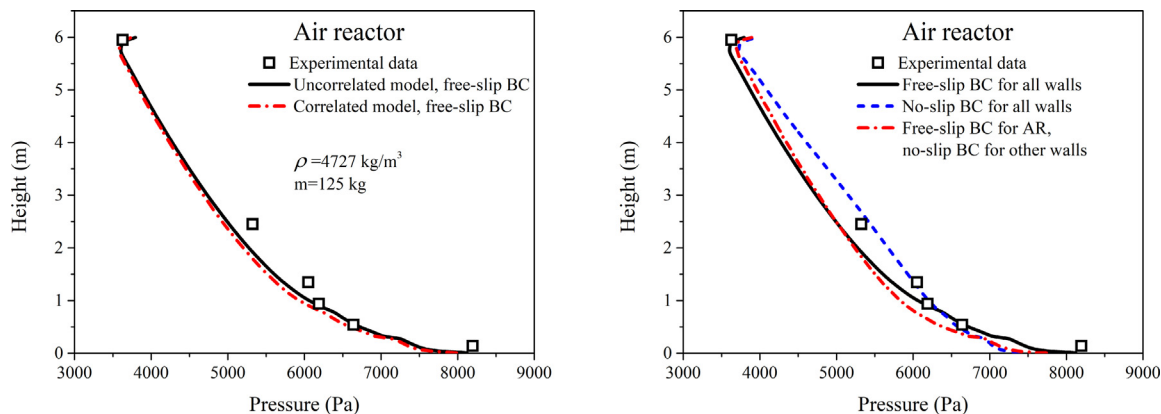 Air reactor
Experimental data
Uncorrelated model, free-slip BC
Correlated model, free-slip BC
ρ =4727 kg/m³
m=125 kg
Height (m)
6
5
4
3
2
1
0
3000 4000 5000 6000 7000 8000 9000
Pressure (Pa)
Air reactor
Experimental data
Free-slip BC for all walls
No-slip BC for all walls
Free-slip BC for AR,
no-slip BC for other walls
Height (m)
6
5
4
3
2
1
0
3000 4000 5000 6000 7000 8000 9000
Pressure (Pa)